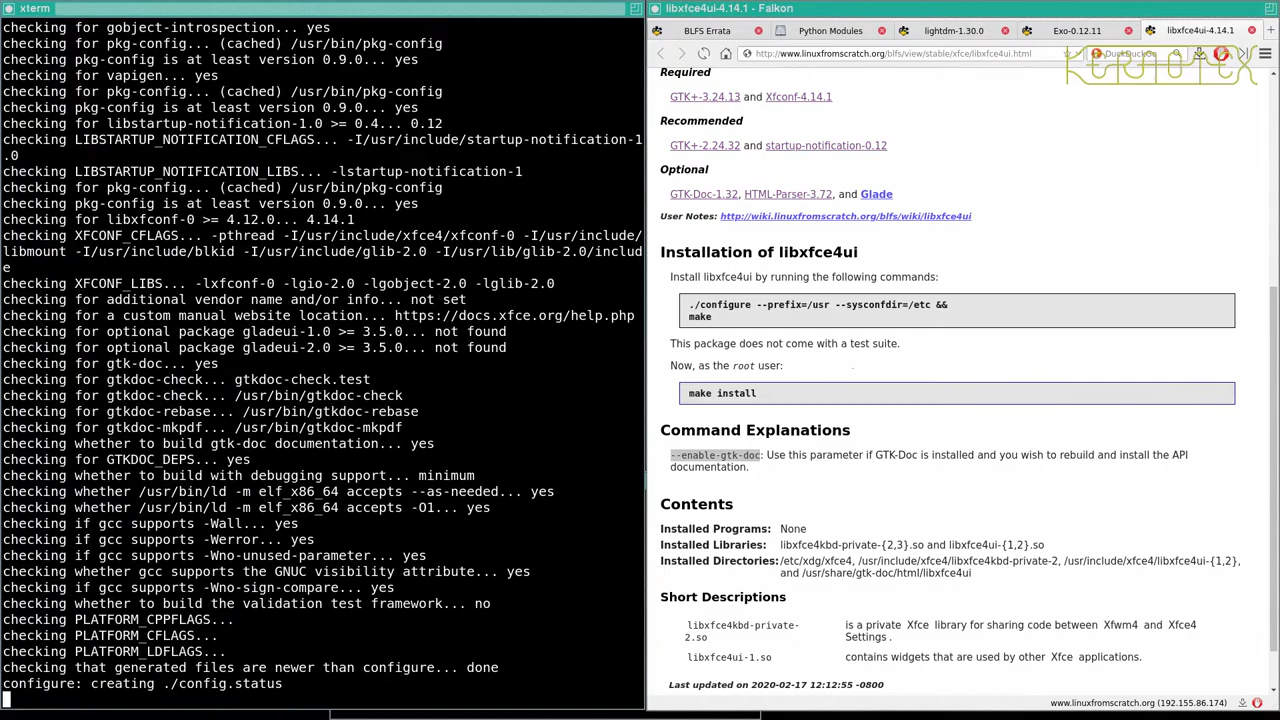 xterm
checking for gobject-introspection... yes
checking for pkg-config... (cached) /usr/bin/pkg-config
checking pkg-config is at least version 0.9.0... yes
checking for vapigen... yes
checking for pkg-config... (cached) /usr/bin/pkg-config
checking pkg-config is at least version 0.9.0... yes
checking for libstartup-notification-1.0 >= 0.4... 0.12
checking LIBSTARTUP_NOTIFICATION_CFLAGS... -I/usr/include/startup-notification-1
.0
checking LIBSTARTUP_NOTIFICATION_LIBS... -lstartup-notification-1
checking for pkg-config... (cached) /usr/bin/pkg-config
checking pkg-config is at least version 0.9.0... yes
checking for libxfconf-0 >= 4.12.0... 4.14.1
checking XFCONF_CFLAGS... -pthread -I/usr/include/xfce4/xfconf-0 -I/usr/include/
libmount -I/usr/include/blkid -I/usr/include/glib-2.0 -I/usr/lib/glib-2.0/includ
e
checking XFCONF_LIBS... -lxfconf-0 -lgio-2.0 -lgobject-2.0 -lglib-2.0
checking for additional vendor name and/or info... not set
checking for a custom manual website location... https://docs.xfce.org/help.php
checking for optional package gladeui-1.0 >= 3.5.0... not found
checking for optional package gladeui-2.0 >= 3.5.0... not found
checking for gtk-doc... yes
checking for gtkdoc-check... gtkdoc-check.test
checking for gtkdoc-check... /usr/bin/gtkdoc-check
checking for gtkdoc-rebase... /usr/bin/gtkdoc-rebase
checking for gtkdoc-mkpdf... /usr/bin/gtkdoc-mkpdf
checking whether to build gtk-doc documentation... yes
checking for GTKDOC_DEPS... yes
checking whether to build with debugging support... minimum
checking whether /usr/bin/ld -m elf_x86_64 accepts --as-needed... yes
checking whether /usr/bin/ld -m elf_x86_64 accepts -O1... yes
checking if gcc supports -Wall... yes
checking if gcc supports -Werror... yes
checking if gcc supports -Wno-unused-parameter... yes
checking whether gcc supports the GNUC visibility attribute... yes
checking if gcc supports -Wno-sign-compare... yes
checking whether to build the validation test framework... no
checking PLATFORM_CPPFLAGS...
checking PLATFORM_CFLAGS...
checking PLATFORM_LDFLAGS...
checking that generated files are newer than configure... done
configure: creating ./config.status
libxfce4ui-4.14.1 - Falkon
BLFS Errata
Python Modules
lightdm-1.30.0
Exo-0.12.11
libxfce4ui-4.14.1
http://www.linuxfromscratch.org/blfs/view/stable/xfce/libxfce4ui.html
DuckDuckGo
Required
GTK+-3.24.13 and Xfconf-4.14.1
Recommended
GTK+-2.24.32 and startup-notification-0.12
Optional
GTK-Doc-1.32, HTML-Parser-3.72, and Glade
User Notes: http://wiki.linuxfromscratch.org/blfs/wiki/libxfce4ui
Installation of libxfce4ui
Install libxfce4ui by running the following commands:
./configure --prefix=/usr --sysconfdir=/etc &&
make
This package does not come with a test suite.
Now, as the root user:
make install
Command Explanations
--enable-gtk-doc: Use this parameter if GTK-Doc is installed and you wish to rebuild and install the API
documentation.
Contents
Installed Programs: None
Installed Libraries: libxfce4kbd-private-{2,3}.so and libxfce4ui-{1,2}.so
Installed Directories: /etc/xdg/xfce4, /usr/include/xfce4/libxfce4kbd-private-2, /usr/include/xfce4/libxfce4ui-{1,2},
and /usr/share/gtk-doc/html/libxfce4ui
Short Descriptions
libxfce4kbd-private- is a private Xfce library for sharing code between Xfwm4 and Xfce4
2.so Settings .
libxfce4ui-1.so contains widgets that are used by other Xfce applications.
Last updated on 2020-02-17 12:12:55 -0800
www.linuxfromscratch.org (192.155.86.174)